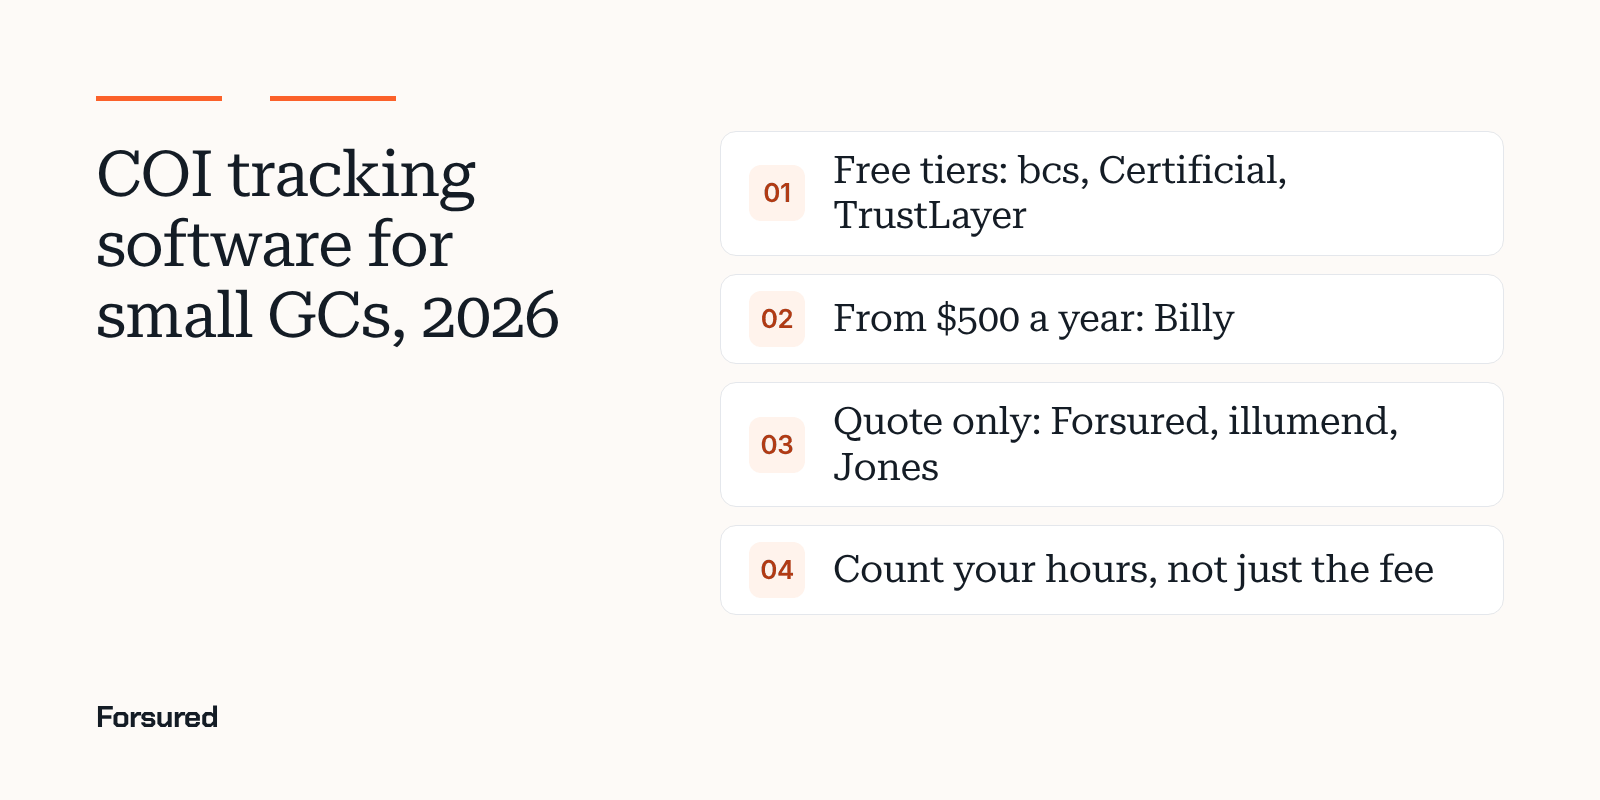 COI tracking
software for
small GCs, 2026
01
Free tiers: bcs, Certificial,
TrustLayer
02
From $500 a year: Billy
03
Quote only: Forsured, illumend,
Jones
04
Count your hours, not just the fee
Forsured